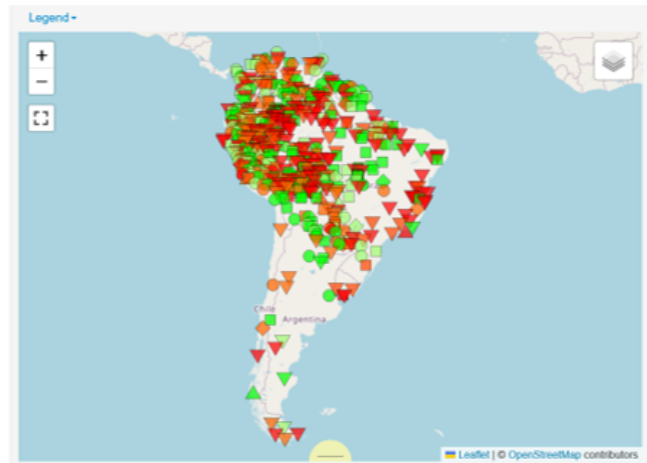 Legend
+
−
Chile
Argentina
Leaflet | © OpenStreetMap contributors